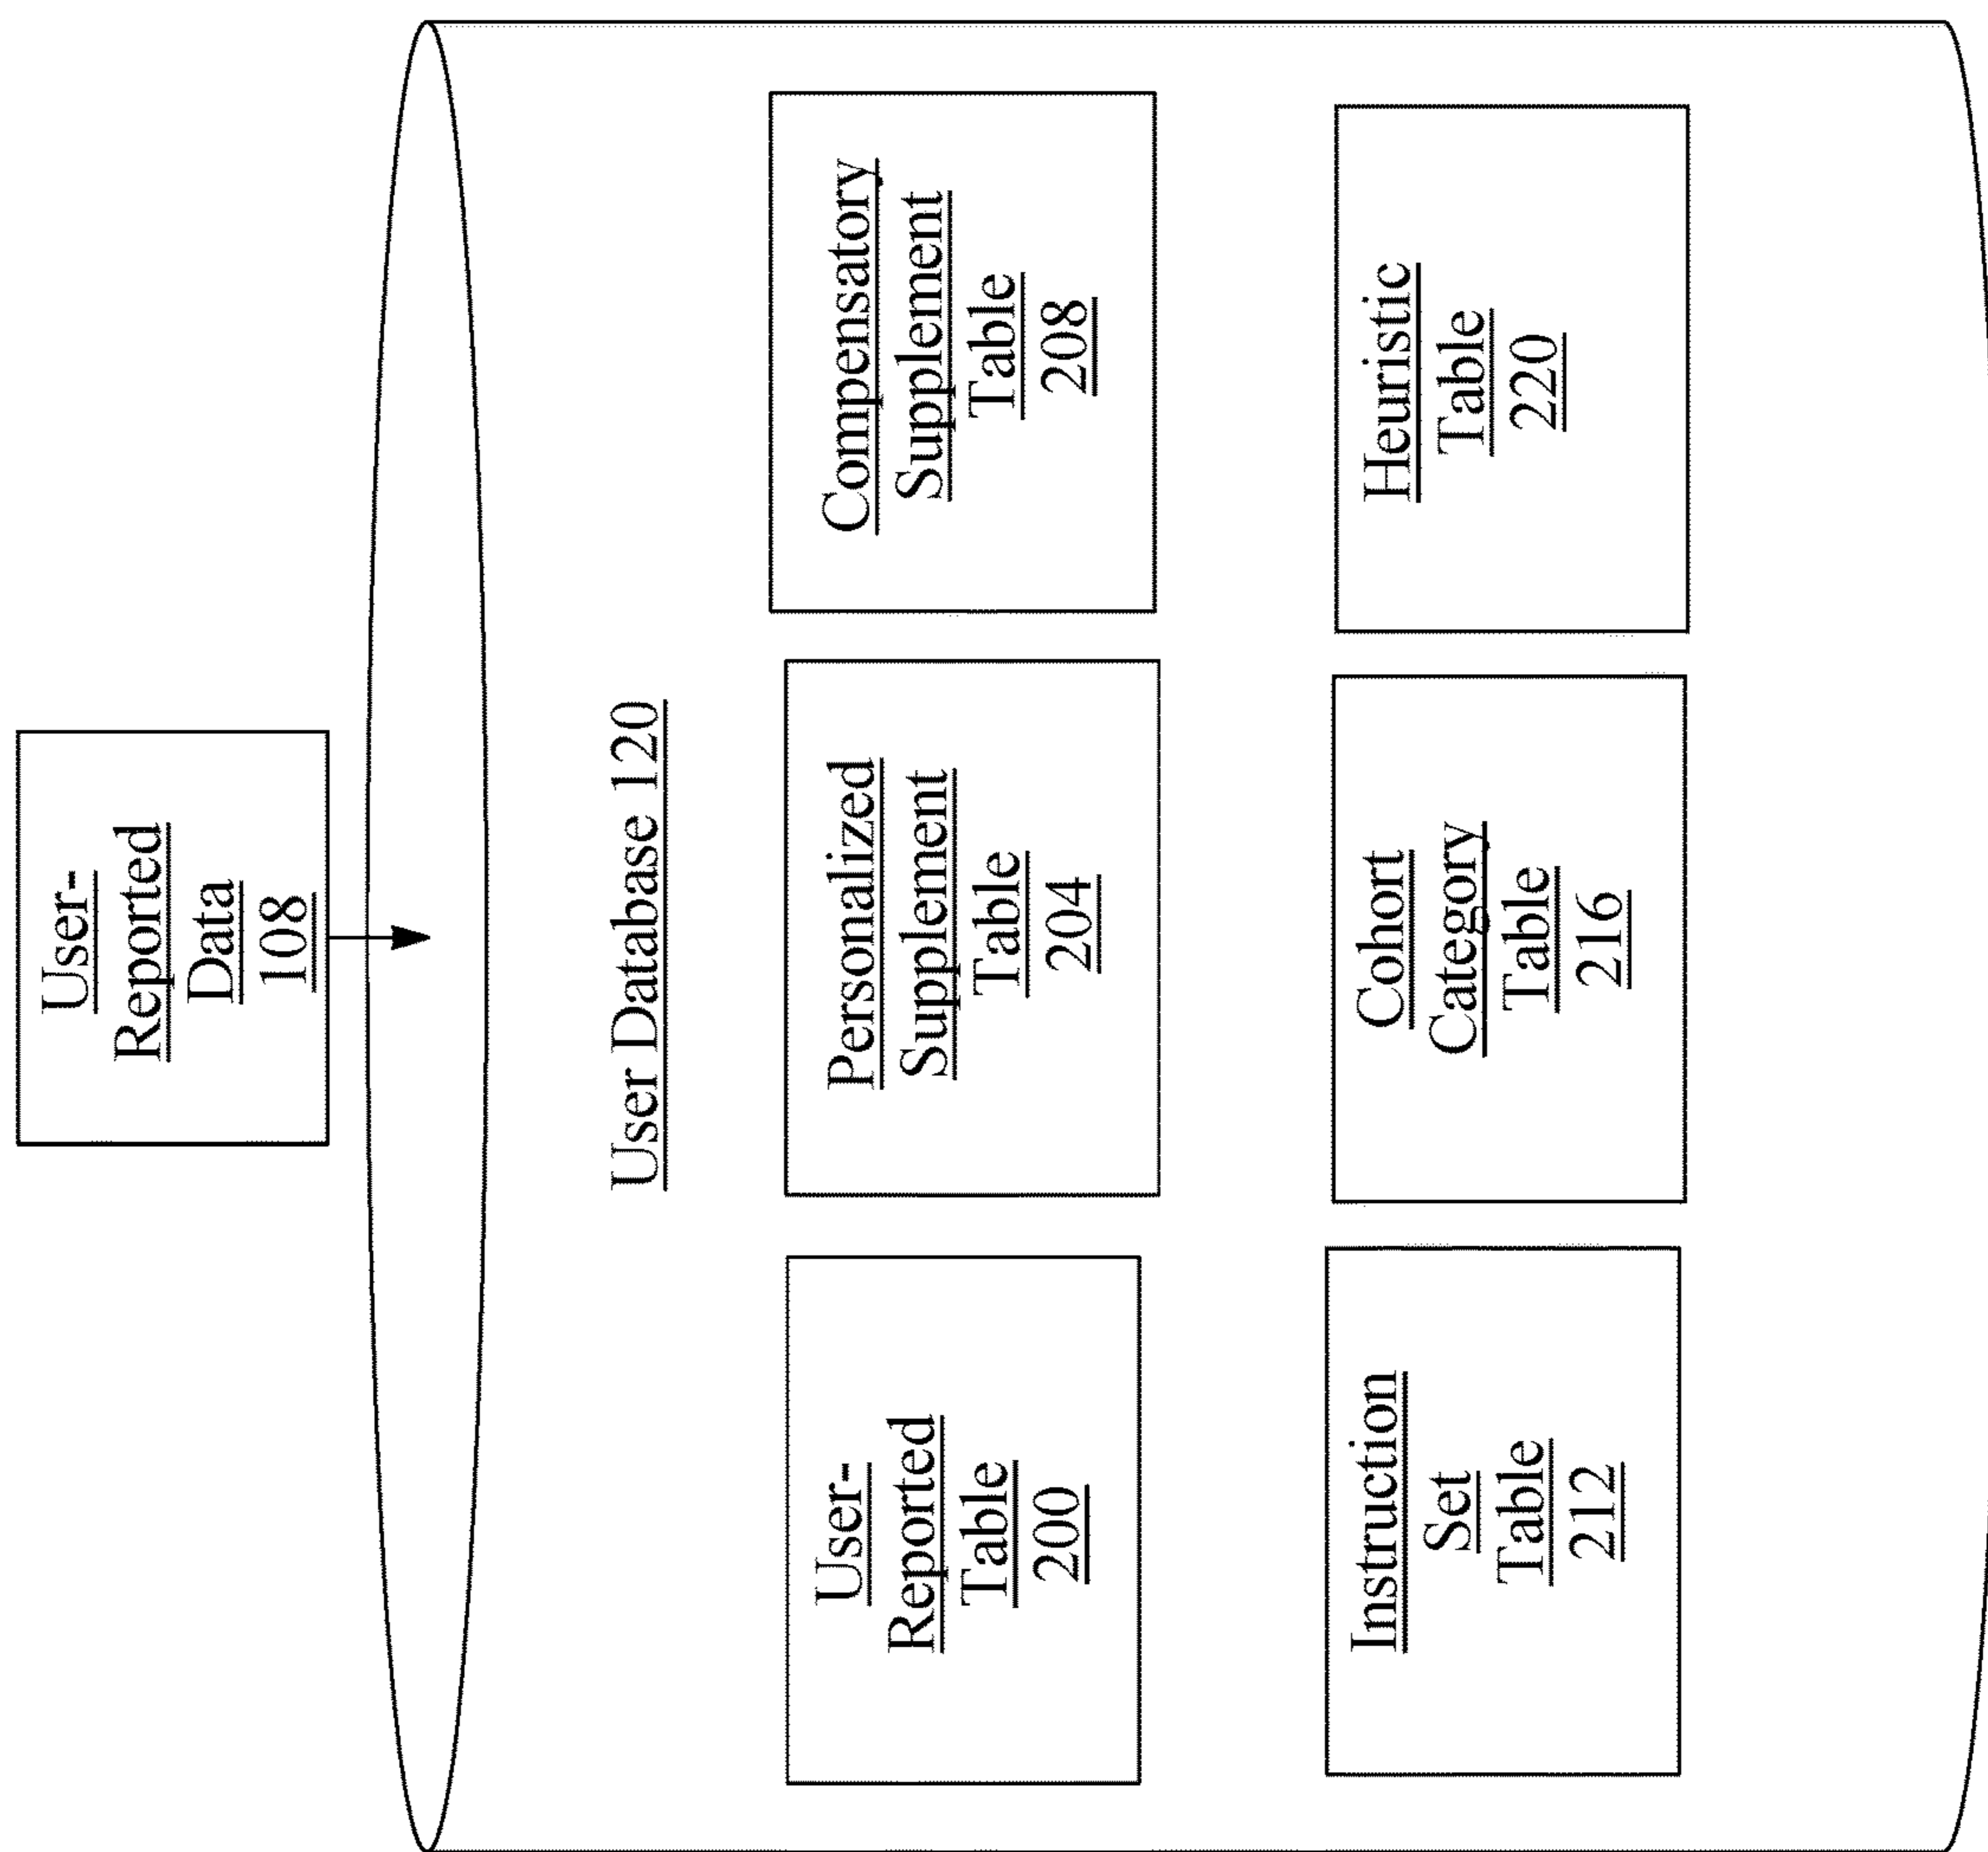 User-
Reported
Data
108
User Database 120
User-
Reported
Table
200
Personalized
Supplement
Table
204
Compensatory
Supplement
Table
208
Instruction
Set
Table
212
Cohort
Category
Table
216
Heuristic
Table
220